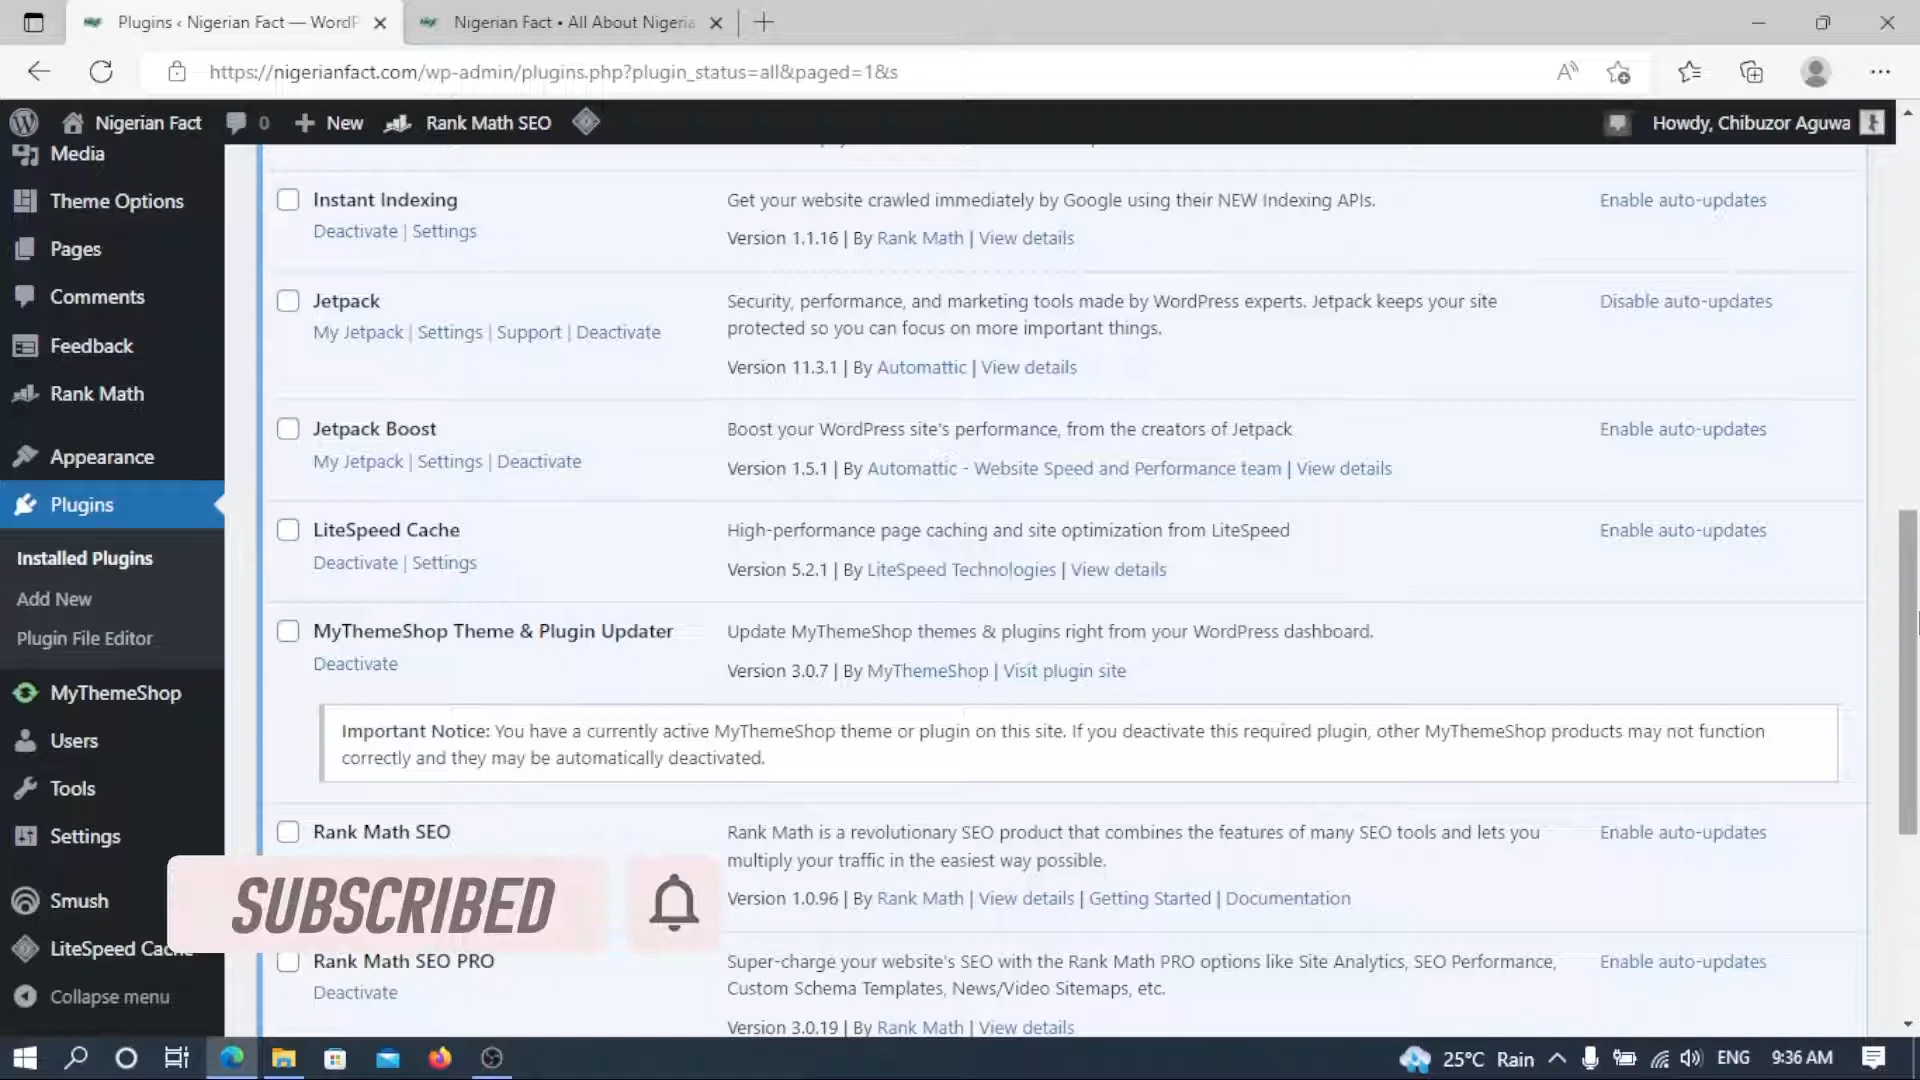 Plugins ‹ Nigerian Fact — WordP
Nigerian Fact • All About Nigeria
https://nigerianfact.com/wp-admin/plugins.php?plugin_status=all&paged=1&s
Nigerian Fact
0
New
Rank Math SEO
Howdy, Chibuzor Aguwa
Media
Theme Options
Pages
Comments
Feedback
Rank Math
Appearance
Plugins
Installed Plugins
Add New
Plugin File Editor
MyThemeShop
Users
Tools
Settings
Smush
LiteSpeed Cache
Collapse menu
Instant Indexing
Deactivate | Settings
Get your website crawled immediately by Google using their NEW Indexing APIs.
Version 1.1.16 | By Rank Math | View details
Enable auto-updates
Jetpack
My Jetpack | Settings | Support | Deactivate
Security, performance, and marketing tools made by WordPress experts. Jetpack keeps your site
protected so you can focus on more important things.
Version 11.3.1 | By Automattic | View details
Disable auto-updates
Jetpack Boost
My Jetpack | Settings | Deactivate
Boost your WordPress site's performance, from the creators of Jetpack
Version 1.5.1 | By Automattic - Website Speed and Performance team | View details
Enable auto-updates
LiteSpeed Cache
Deactivate | Settings
High-performance page caching and site optimization from LiteSpeed
Version 5.2.1 | By LiteSpeed Technologies | View details
Enable auto-updates
MyThemeShop Theme & Plugin Updater
Deactivate
Update MyThemeShop themes & plugins right from your WordPress dashboard.
Version 3.0.7 | By MyThemeShop | Visit plugin site
Important Notice: You have a currently active MyThemeShop theme or plugin on this site. If you deactivate this required plugin, other MyThemeShop products may not function
correctly and they may be automatically deactivated.
Rank Math SEO
Rank Math is a revolutionary SEO product that combines the features of many SEO tools and lets you
multiply your traffic in the easiest way possible.
Version 1.0.96 | By Rank Math | View details | Getting Started | Documentation
Enable auto-updates
SUBSCRIBED
Rank Math SEO PRO
Deactivate
Super-charge your website's SEO with the Rank Math PRO options like Site Analytics, SEO Performance,
Custom Schema Templates, News/Video Sitemaps, etc.
Version 3.0.19 | By Rank Math | View details
Enable auto-updates
25°C Rain
ENG
9:36 AM